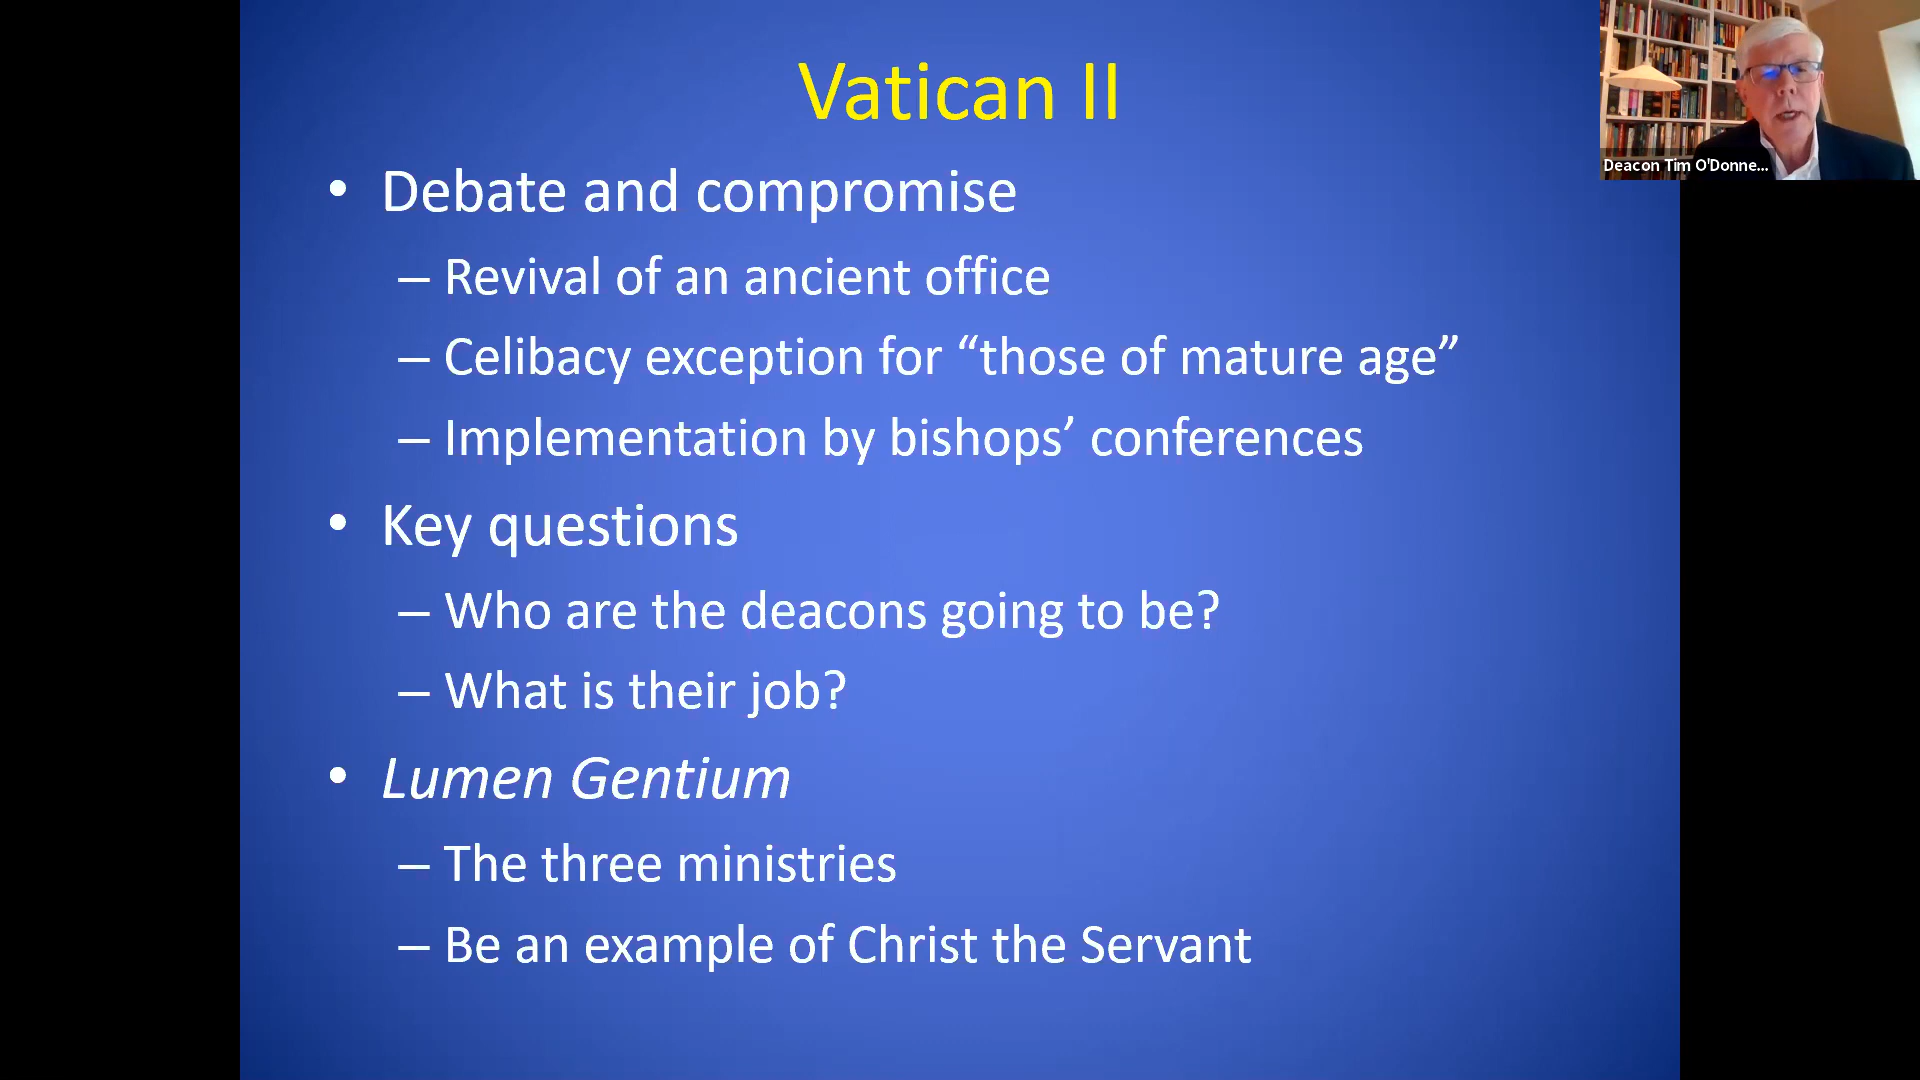 Vatican II
• Debate and compromise
– Revival of an ancient office
– Celibacy exception for “those of mature age”
– Implementation by bishops’ conferences
• Key questions
– Who are the deacons going to be?
– What is their job?
• Lumen Gentium
– The three ministries
– Be an example of Christ the Servant
Deacon Tim O'Donne...